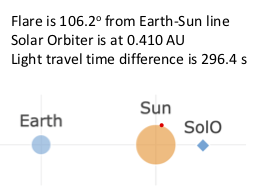 Flare is 106.2º from Earth-Sun line
Solar Orbiter is at 0.410 AU
Light travel time difference is 296.4 s
Sun
Earth
SolO